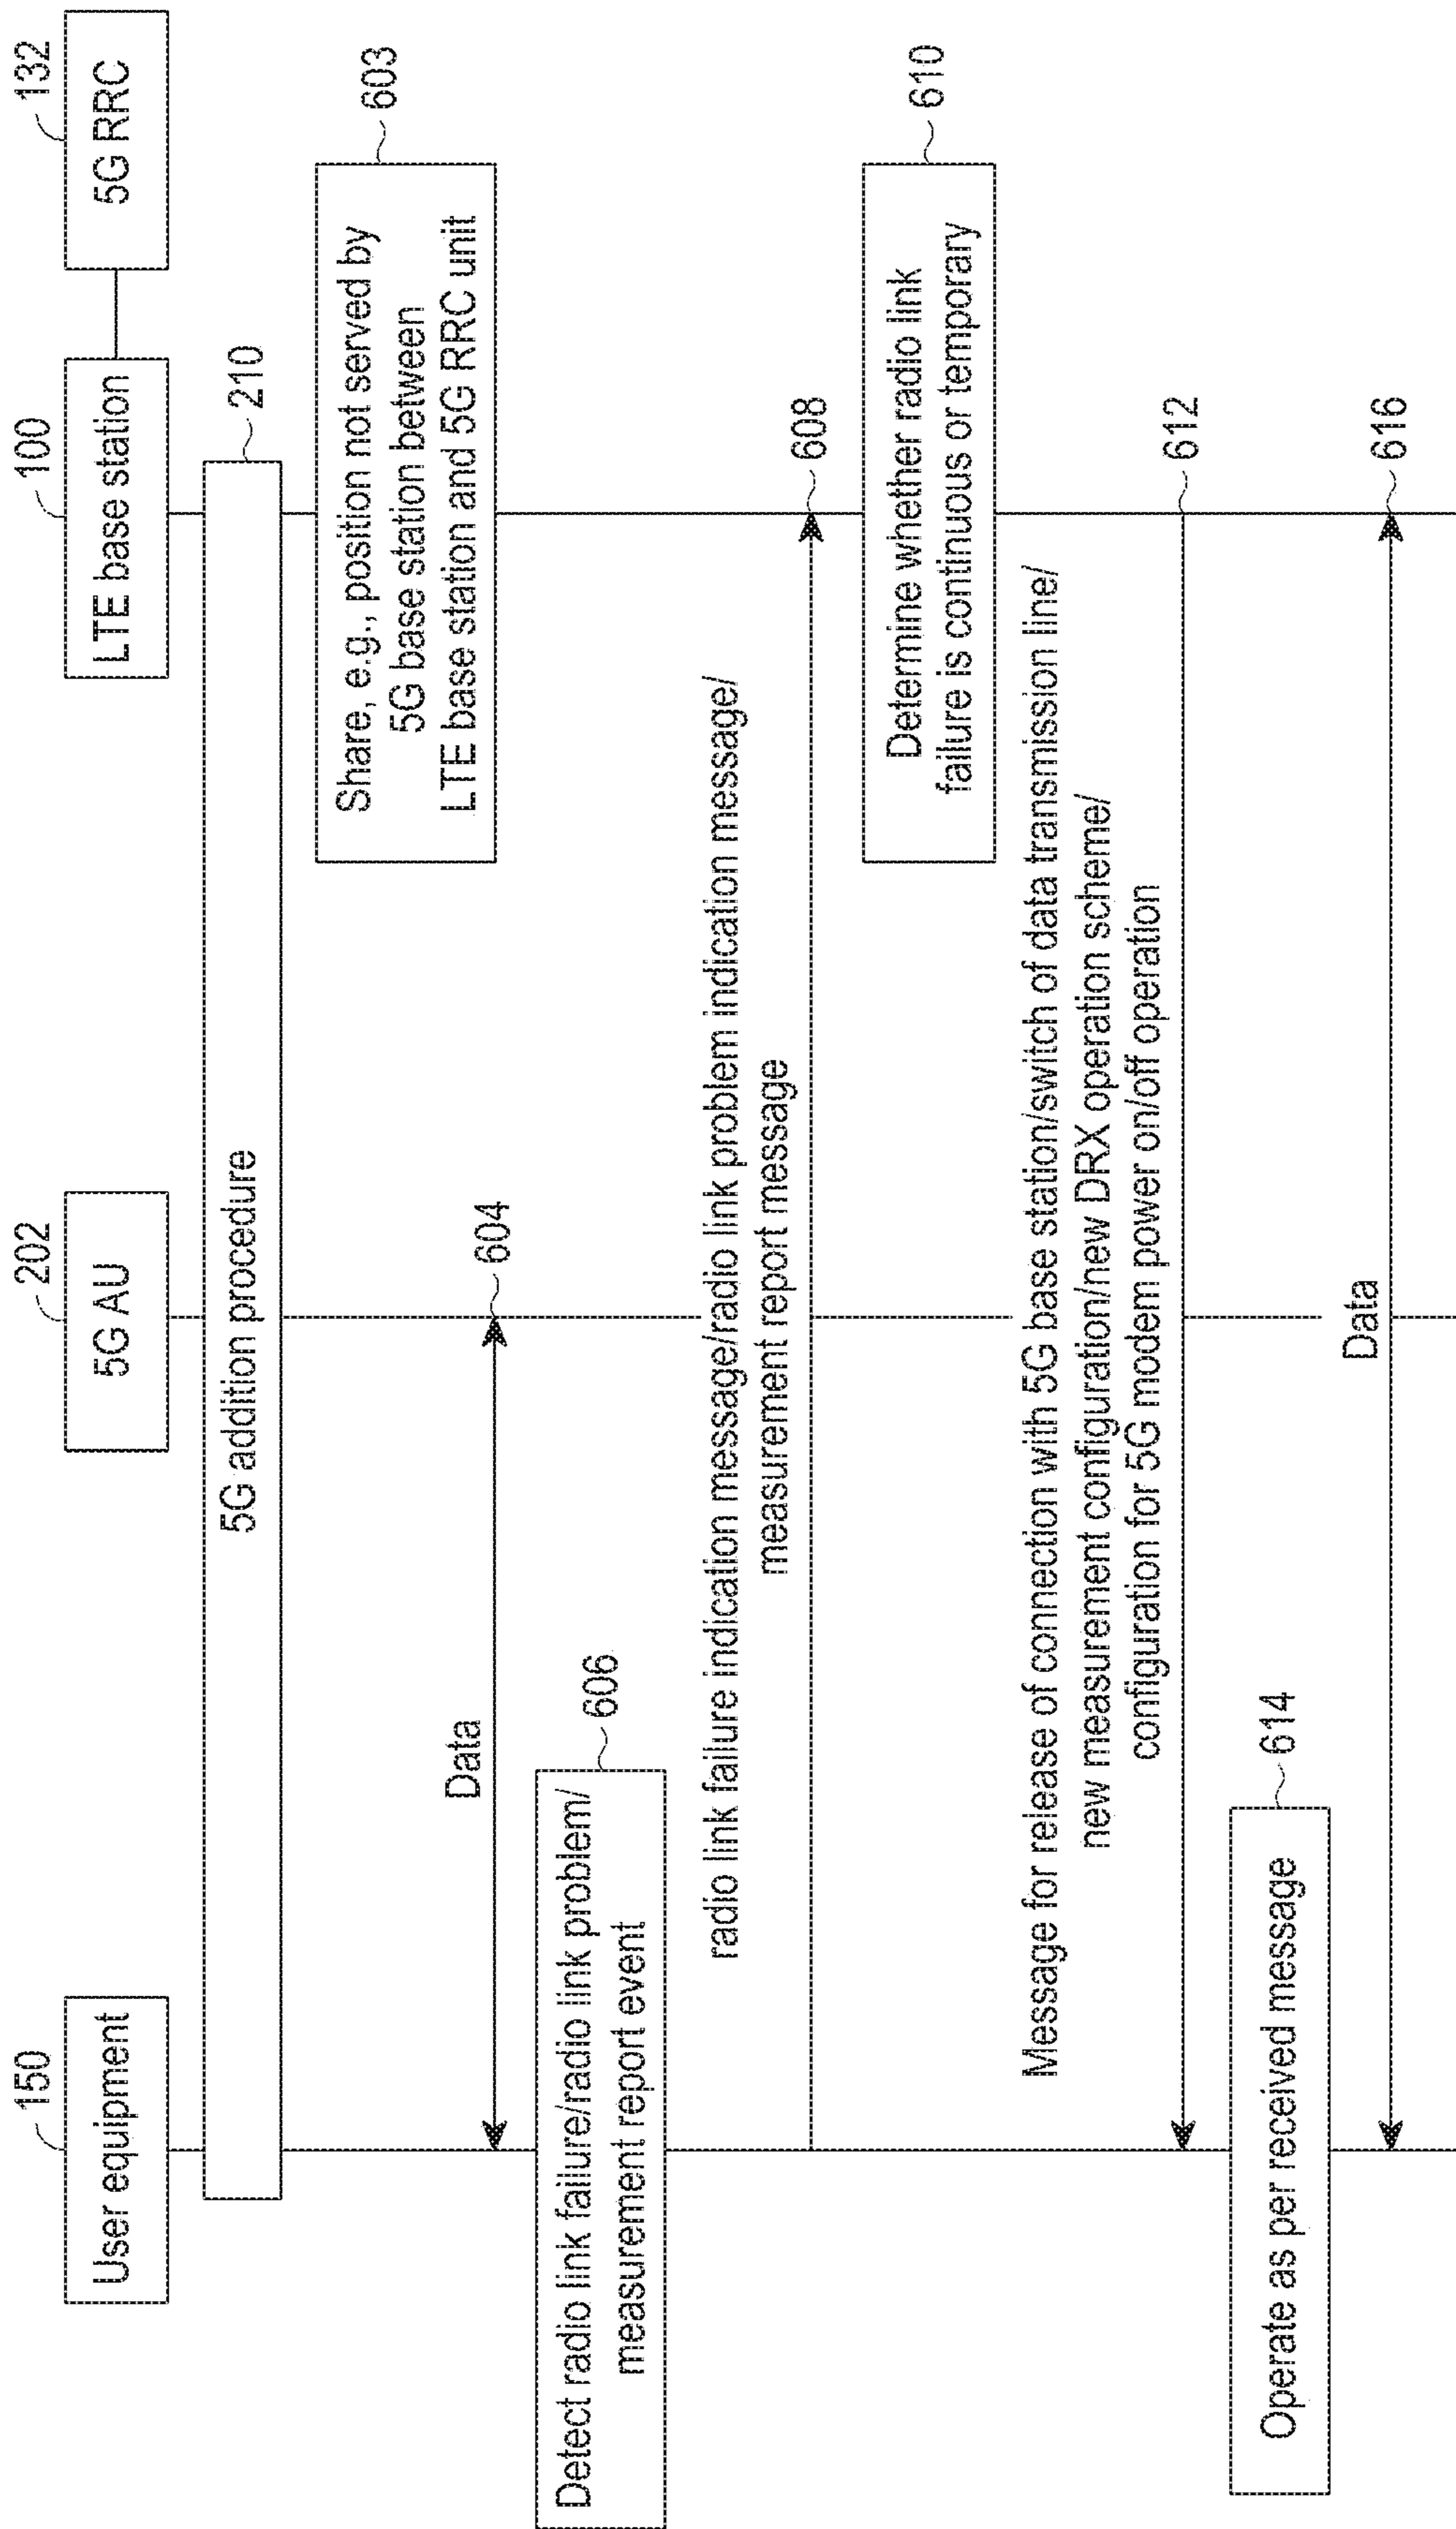 150
User equipment
202
5G AU
100
LTE base station
132
5G RRC
210
5G addition procedure
603
Share, e.g., position not served by
5G base station between
LTE base station and 5G RRC unit
Data
604
606
Detect radio link failure/radio link problem/
measurement report event
radio link failure indication message/radio link problem indication message/
measurement report message
608
610
Determine whether radio link
failure is continuous or temporary
Message for release of connection with 5G base station/switch of data transmission line/
new measurement configuration/new DRX operation scheme/
configuration for 5G modem power on/off operation
612
614
Operate as per received message
Data
616